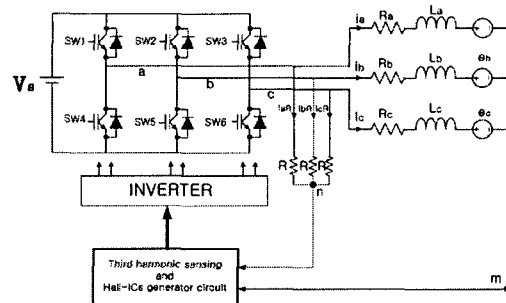 SW1
SW2
SW3
Vs
a
b
c
SW4
SW5
SW6
ia
Ra
La
ib
Rb
Lb
eb
ic
Rc
Lc
ec
iaR
ibR
icR
R
R
R
n
INVERTER
Third harmonic sensing
and
Hall-ICs generator circuit
m